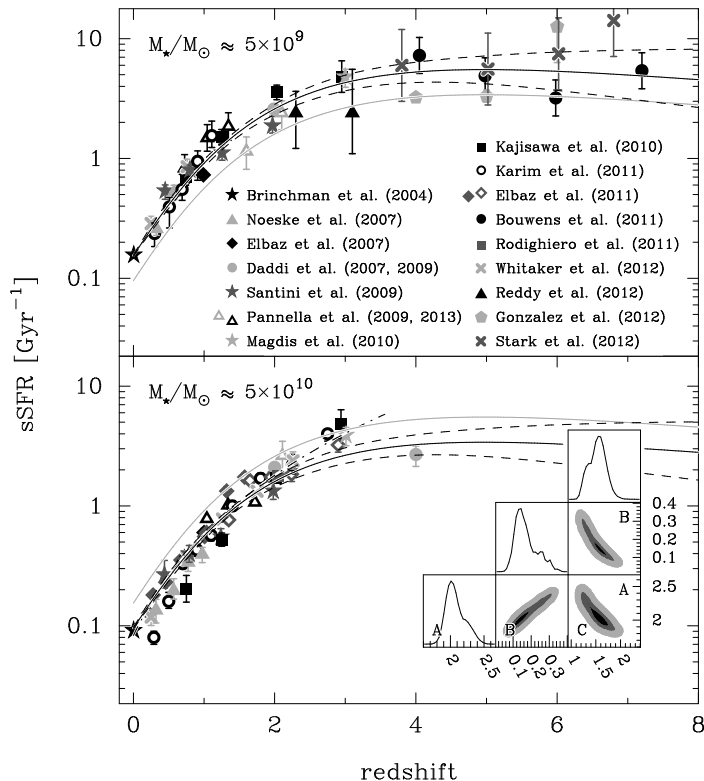 M⋆/M⊙ ≈ 5×10⁹
10
1
0.1
Brinchman et al. (2004)
Noeske et al. (2007)
Elbaz et al. (2007)
Daddi et al. (2007, 2009)
Santini et al. (2009)
Pannella et al. (2009, 2013)
Magdis et al. (2010)
Kajisawa et al. (2010)
Karim et al. (2011)
Elbaz et al. (2011)
Bouwens et al. (2011)
Rodighiero et al. (2011)
Whitaker et al. (2012)
Reddy et al. (2012)
Gonzalez et al. (2012)
Stark et al. (2012)
sSFR [Gyr⁻¹]
M⋆/M⊙ ≈ 5×10¹⁰
10
1
0.1
B
0.4
0.3
0.2
0.1
A
B
C
A
2.5
2
2
2.5
0.1
0.2
0.3
1
1.5
2
0
2
4
6
8
redshift